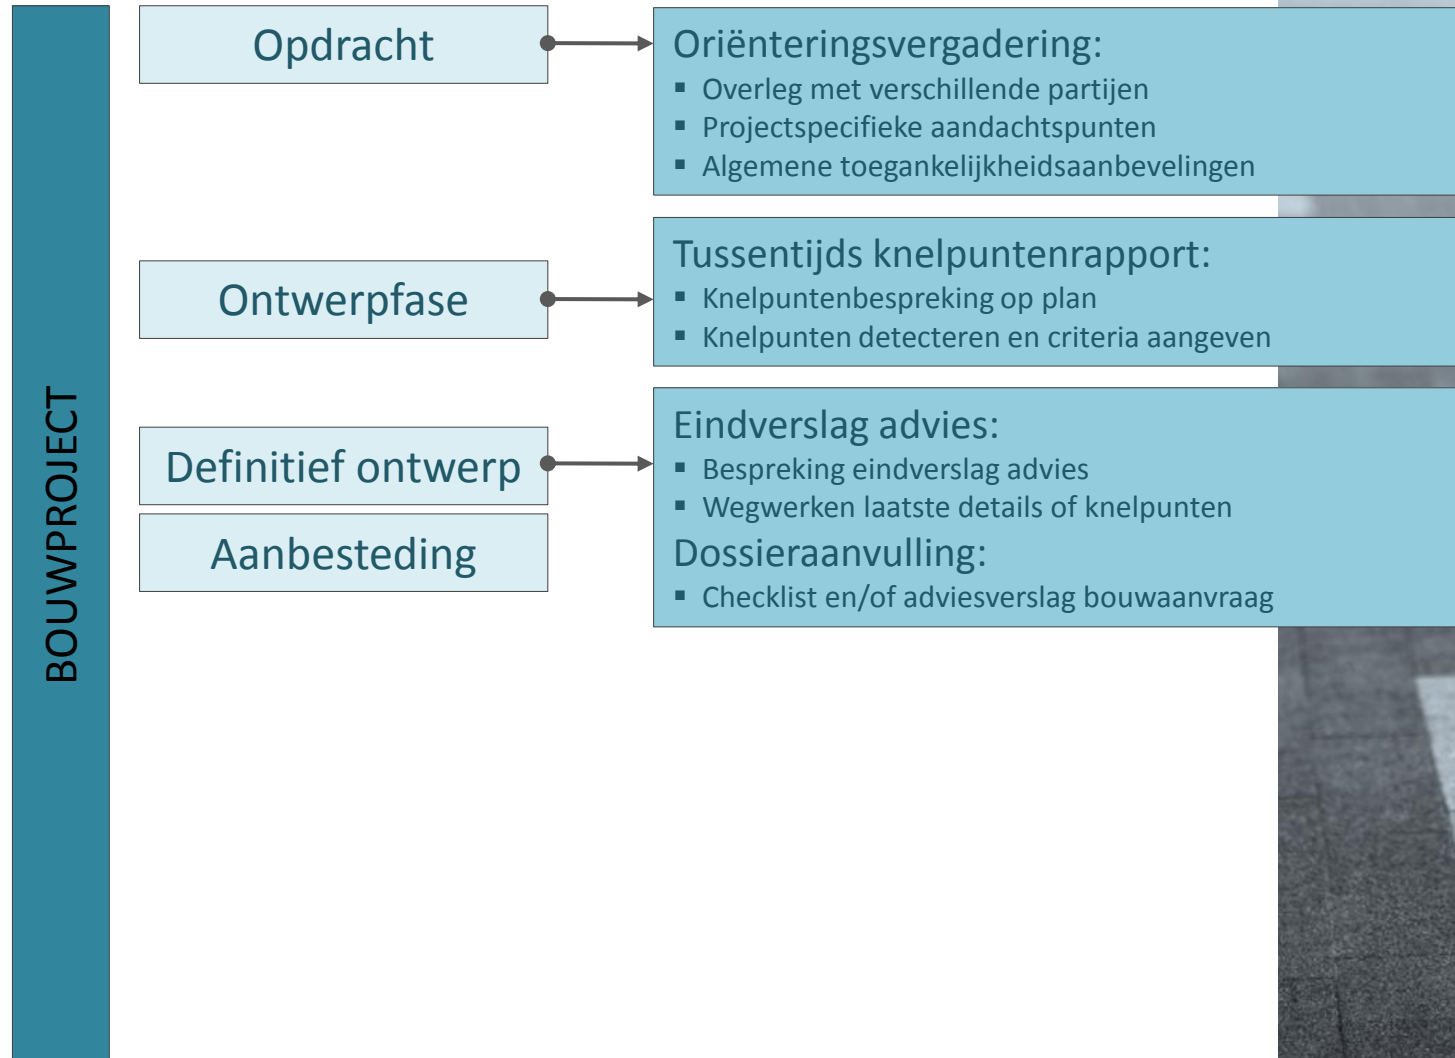 BOUWPROJECT
Opdracht
Oriënteringsvergadering:
▪ Overleg met verschillende partijen
▪ Projectspecifieke aandachtspunten
▪ Algemene toegankelijkheidsaanbevelingen
Ontwerpfase
Tussentijds knelpuntenrapport:
▪ Knelpuntenbespreking op plan
▪ Knelpunten detecteren en criteria aangeven
Definitief ontwerp
Aanbesteding
Eindverslag advies:
▪ Bespreking eindverslag advies
▪ Wegwerken laatste details of knelpunten
Dossieraanvulling:
▪ Checklist en/of adviesverslag bouwaanvraag